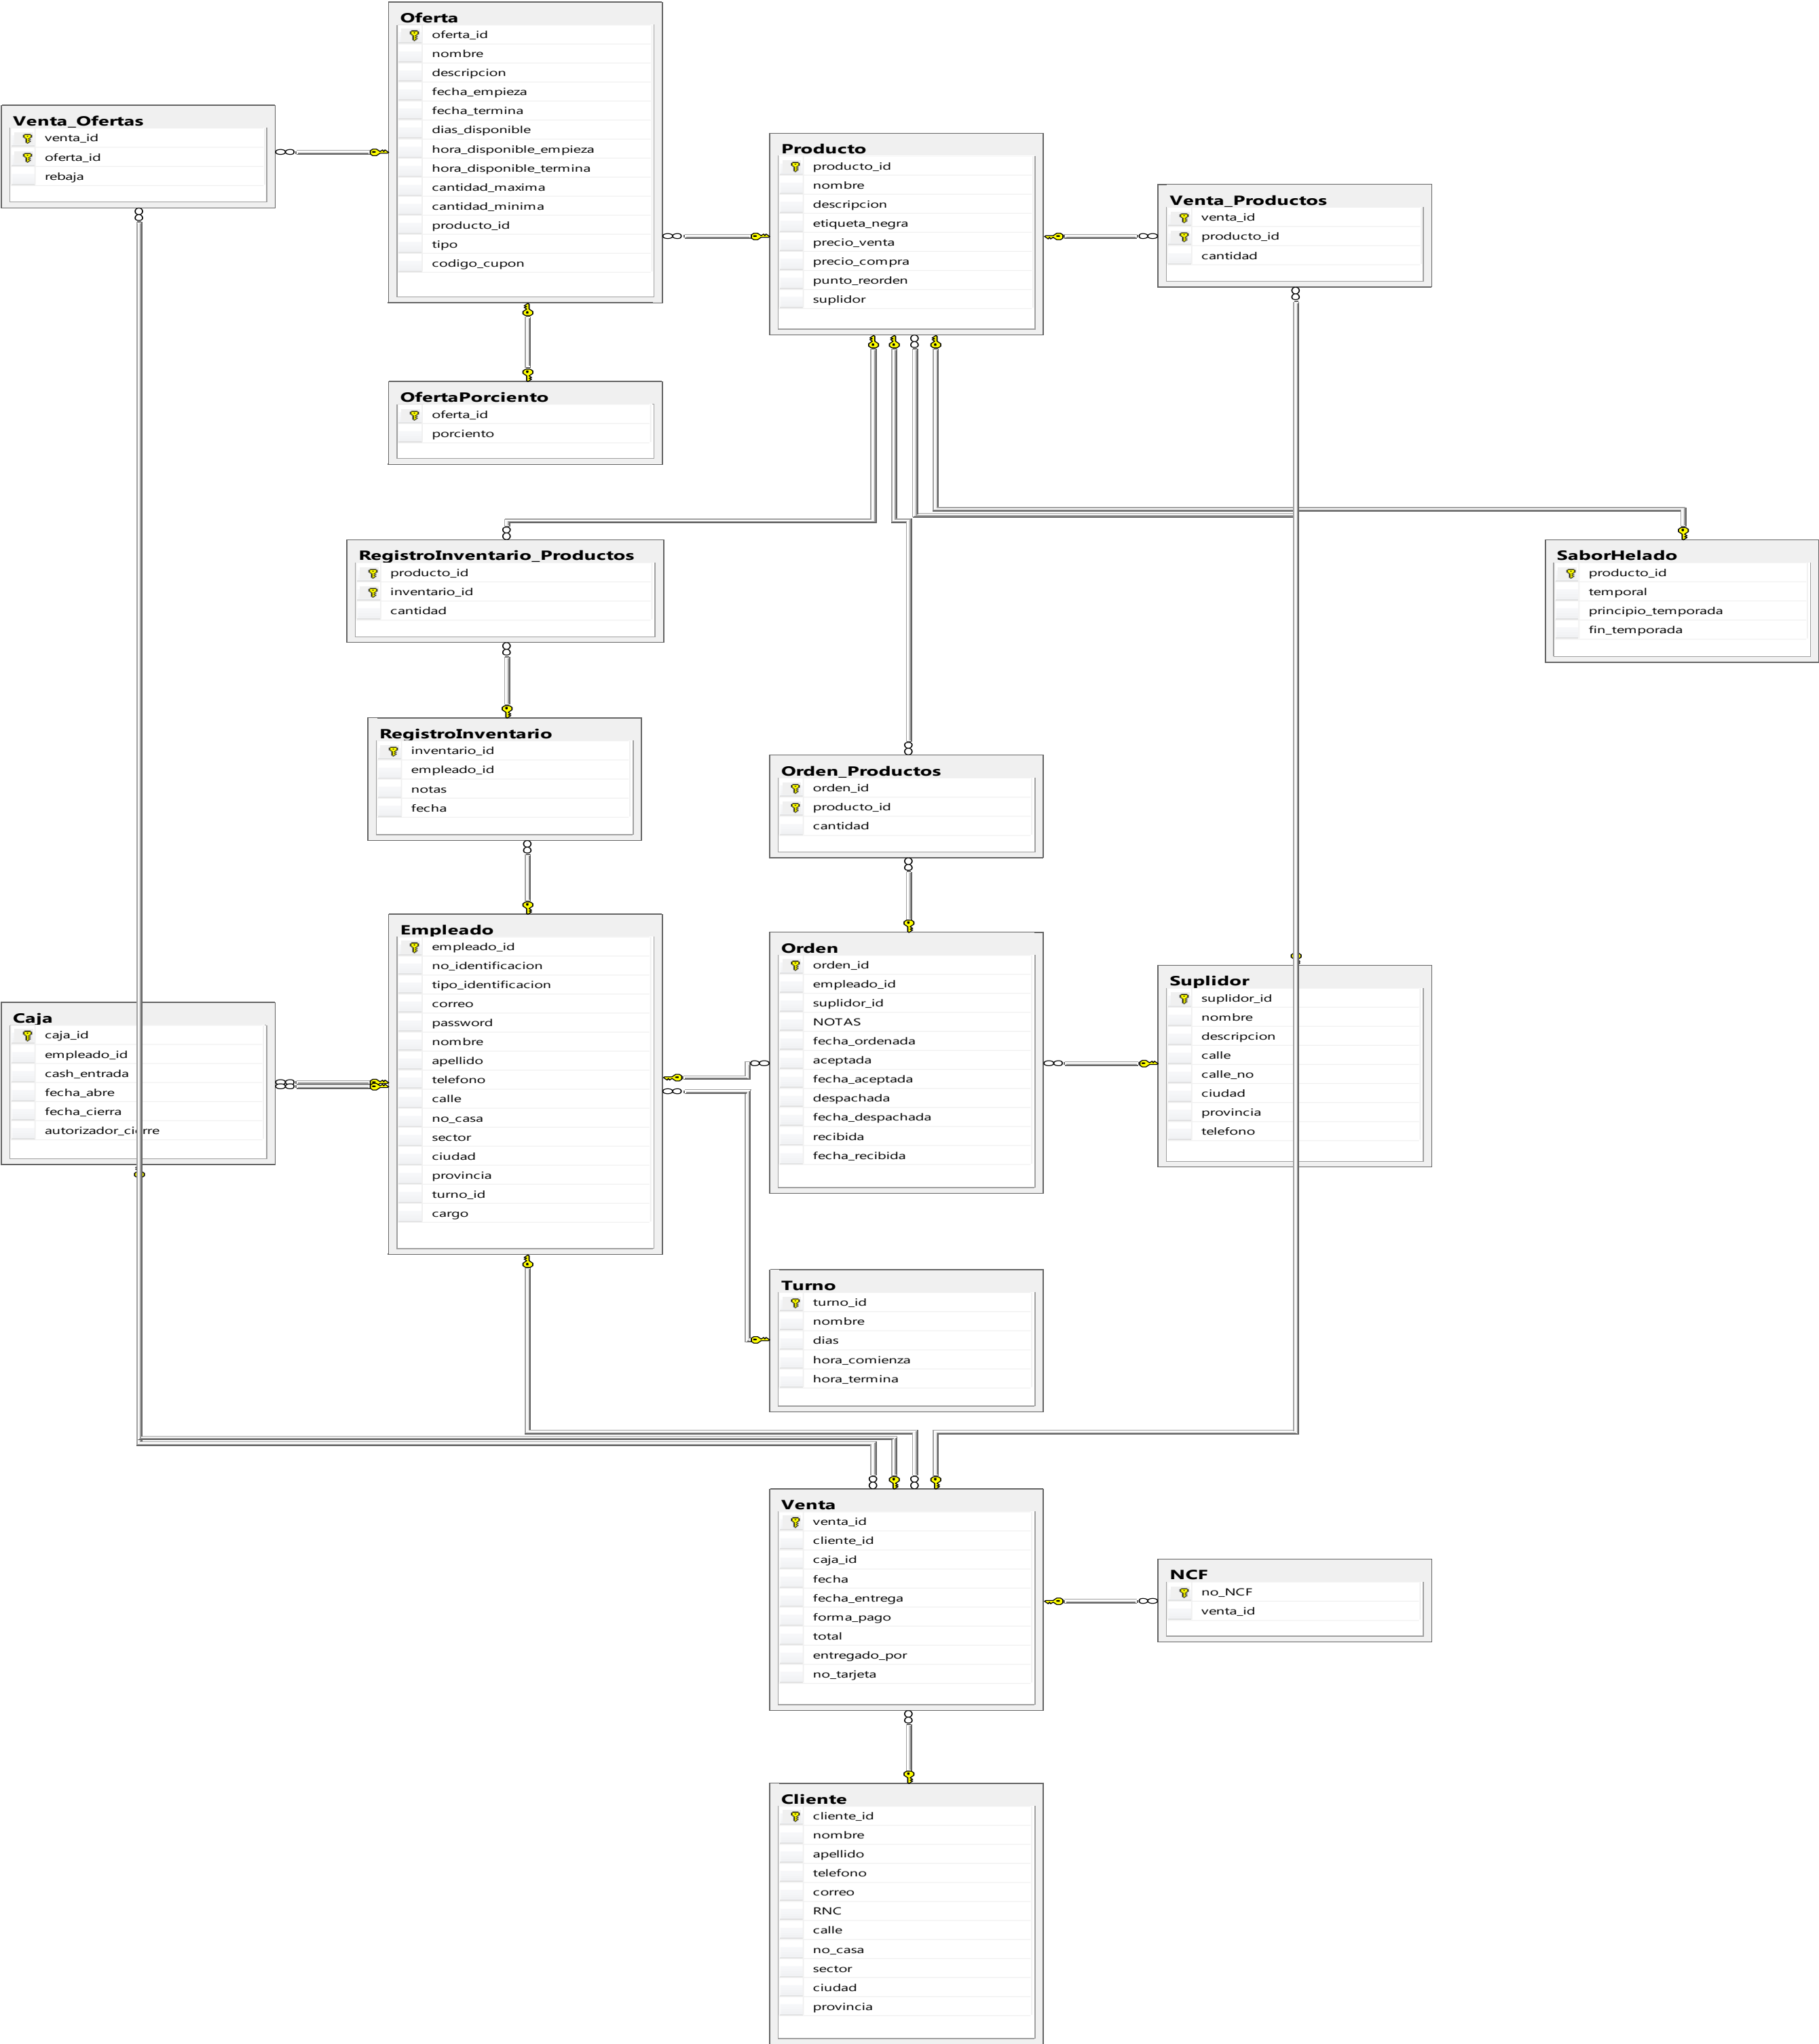 Oferta
oferta_id
nombre
descripcion
fecha_empieza
fecha_termina
dias_disponible
hora_disponible_empieza
hora_disponible_termina
cantidad_maxima
cantidad_minima
producto_id
tipo
codigo_cupon
Venta_Ofertas
venta_id
oferta_id
rebaja
Producto
producto_id
nombre
descripcion
etiqueta_negra
precio_venta
precio_compra
punto_reorden
suplidor
Venta_Productos
venta_id
producto_id
cantidad
OfertaPorciento
oferta_id
porciento
RegistroInventario_Productos
producto_id
inventario_id
cantidad
SaborHelado
producto_id
temporal
principio_temporada
fin_temporada
RegistroInventario
inventario_id
empleado_id
notas
fecha
Orden_Productos
orden_id
producto_id
cantidad
Empleado
empleado_id
no_identificacion
tipo_identificacion
correo
password
nombre
apellido
telefono
calle
no_casa
sector
ciudad
provincia
turno_id
cargo
Orden
orden_id
empleado_id
suplidor_id
NOTAS
fecha_ordenada
aceptada
fecha_aceptada
despachada
fecha_despachada
recibida
fecha_recibida
Suplidor
suplidor_id
nombre
descripcion
calle
calle_no
ciudad
provincia
telefono
Caja
caja_id
empleado_id
cash_entrada
fecha_abre
fecha_cierra
autorizador_cierre
Turno
turno_id
nombre
dias
hora_comienza
hora_termina
Venta
venta_id
cliente_id
caja_id
fecha
fecha_entrega
forma_pago
total
entregado_por
no_tarjeta
NCF
no_NCF
venta_id
Cliente
cliente_id
nombre
apellido
telefono
correo
RNC
calle
no_casa
sector
ciudad
provincia